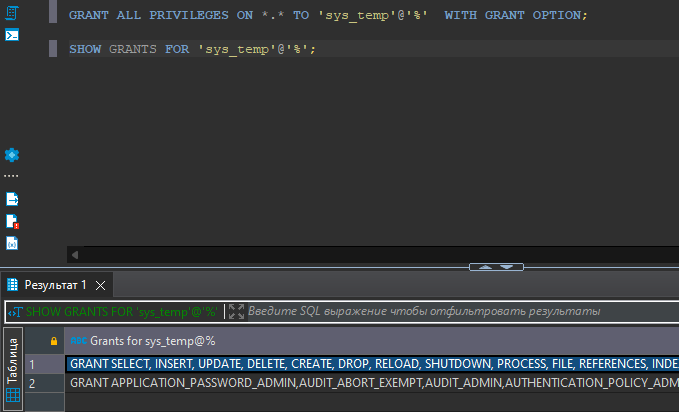 GRANT ALL PRIVILEGES ON *.* TO 'sys_temp'@'%'  WITH GRANT OPTION;
SHOW GRANTS FOR 'sys_temp'@'%';
Результат 1
SHOW GRANTS FOR 'sys_temp'@'%' Введите SQL выражение чтобы отфильтровать результаты
Таблица
Grants for sys_temp@%
1 GRANT SELECT, INSERT, UPDATE, DELETE, CREATE, DROP, RELOAD, SHUTDOWN, PROCESS, FILE, REFERENCES, INDE
2 GRANT APPLICATION_PASSWORD_ADMIN,AUDIT_ABORT_EXEMPT,AUDIT_ADMIN,AUTHENTICATION_POLICY_ADM